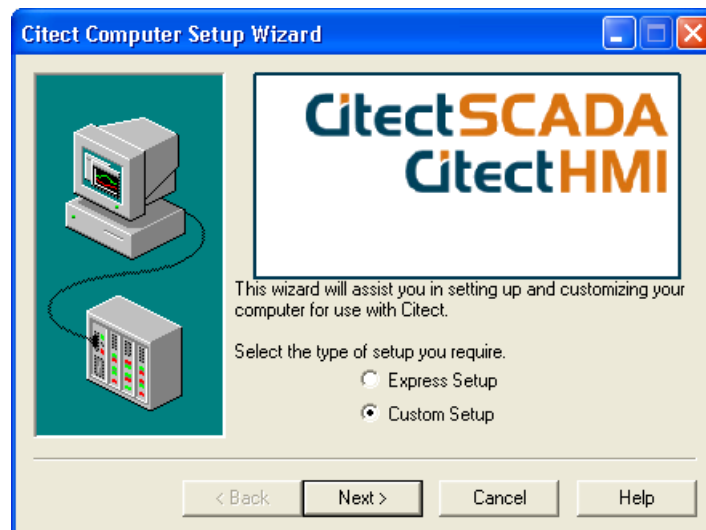 Citect Computer Setup Wizard
CitectSCADA
CitectHMI
This wizard will assist you in setting up and customizing your
computer for use with Citect.
Select the type of setup you require.
Express Setup
Custom Setup
< Back Next > Cancel Help